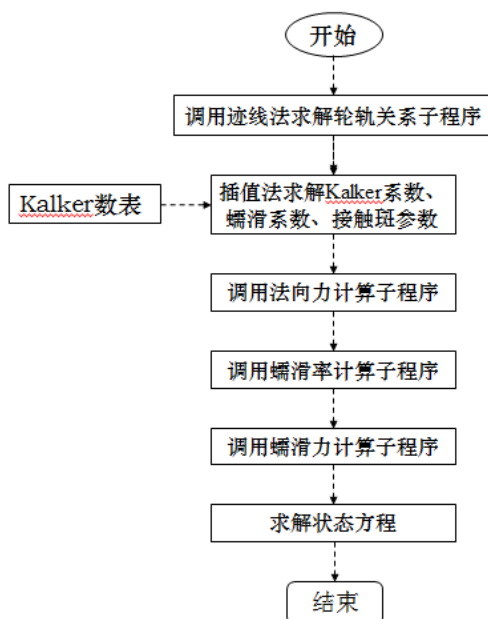 开始
调用迹线法求解轮轨关系子程序
Kalker数表
插值法求解Kalker系数、
蠕滑系数、接触斑参数
调用法向力计算子程序
调用蠕滑率计算子程序
调用蠕滑力计算子程序
求解状态方程
结束